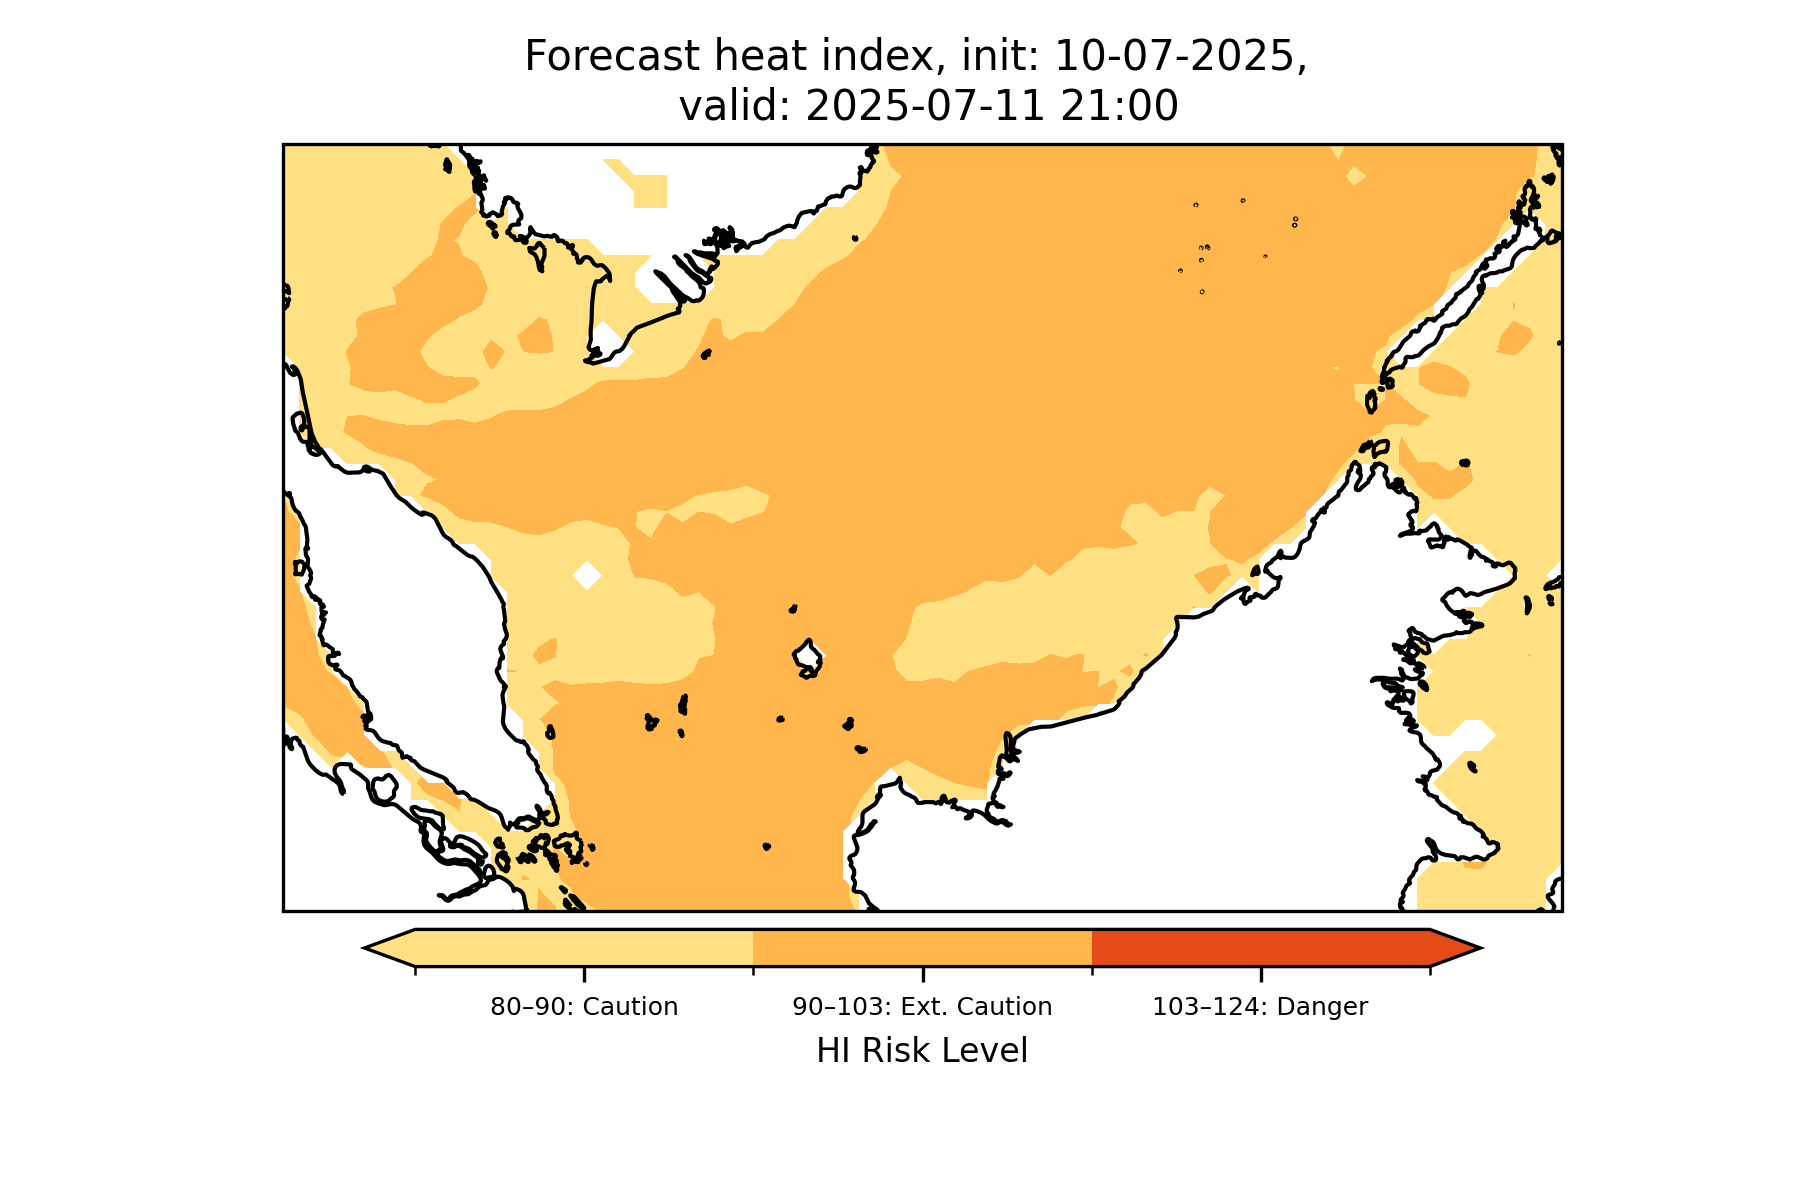 Forecast heat index, init: 10-07-2025,
valid: 2025-07-11 21:00
80–90: Caution
90–103: Ext. Caution
103–124: Danger
HI Risk Level